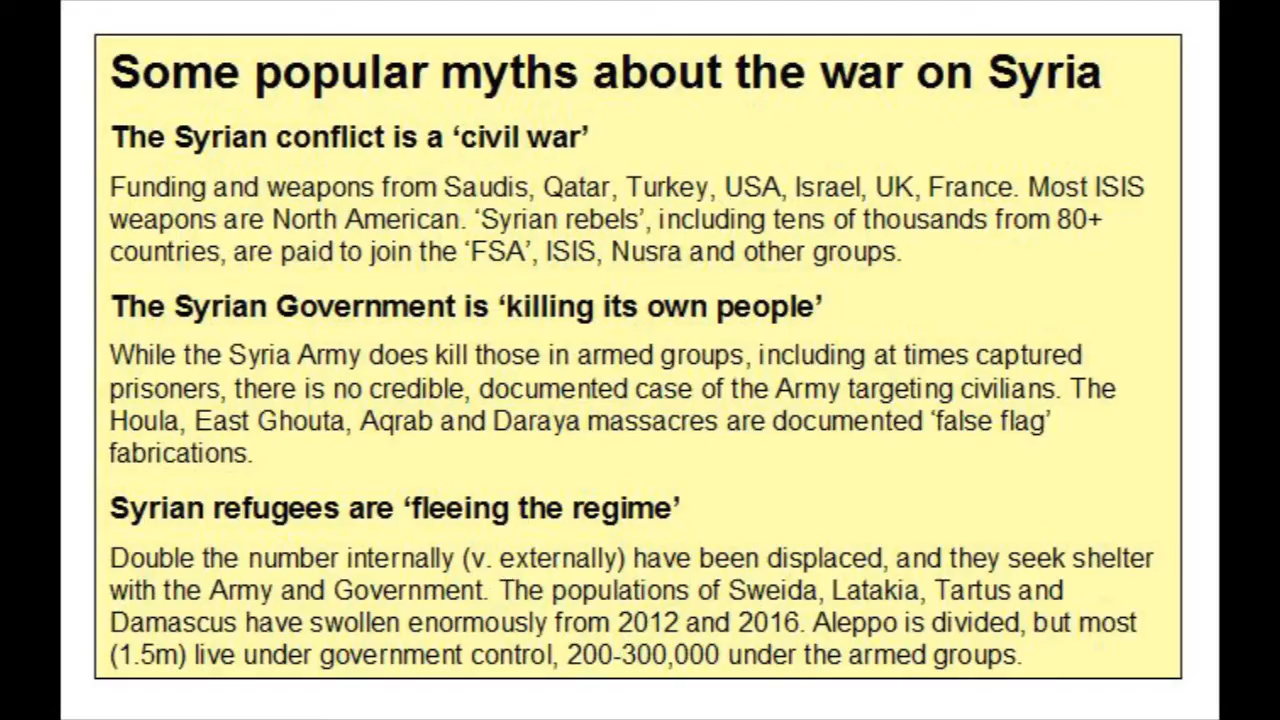 Some popular myths about the war on Syria
The Syrian conflict is a ‘civil war’
Funding and weapons from Saudis, Qatar, Turkey, USA, Israel, UK, France. Most ISIS
weapons are North American. ‘Syrian rebels’, including tens of thousands from 80+
countries, are paid to join the ‘FSA’, ISIS, Nusra and other groups.
The Syrian Government is ‘killing its own people’
While the Syria Army does kill those in armed groups, including at times captured
prisoners, there is no credible, documented case of the Army targeting civilians. The
Houla, East Ghouta, Aqrab and Daraya massacres are documented ‘false flag’
fabrications.
Syrian refugees are ‘fleeing the regime’
Double the number internally (v. externally) have been displaced, and they seek shelter
with the Army and Government. The populations of Sweida, Latakia, Tartus and
Damascus have swollen enormously from 2012 and 2016. Aleppo is divided, but most
(1.5m) live under government control, 200-300,000 under the armed groups.